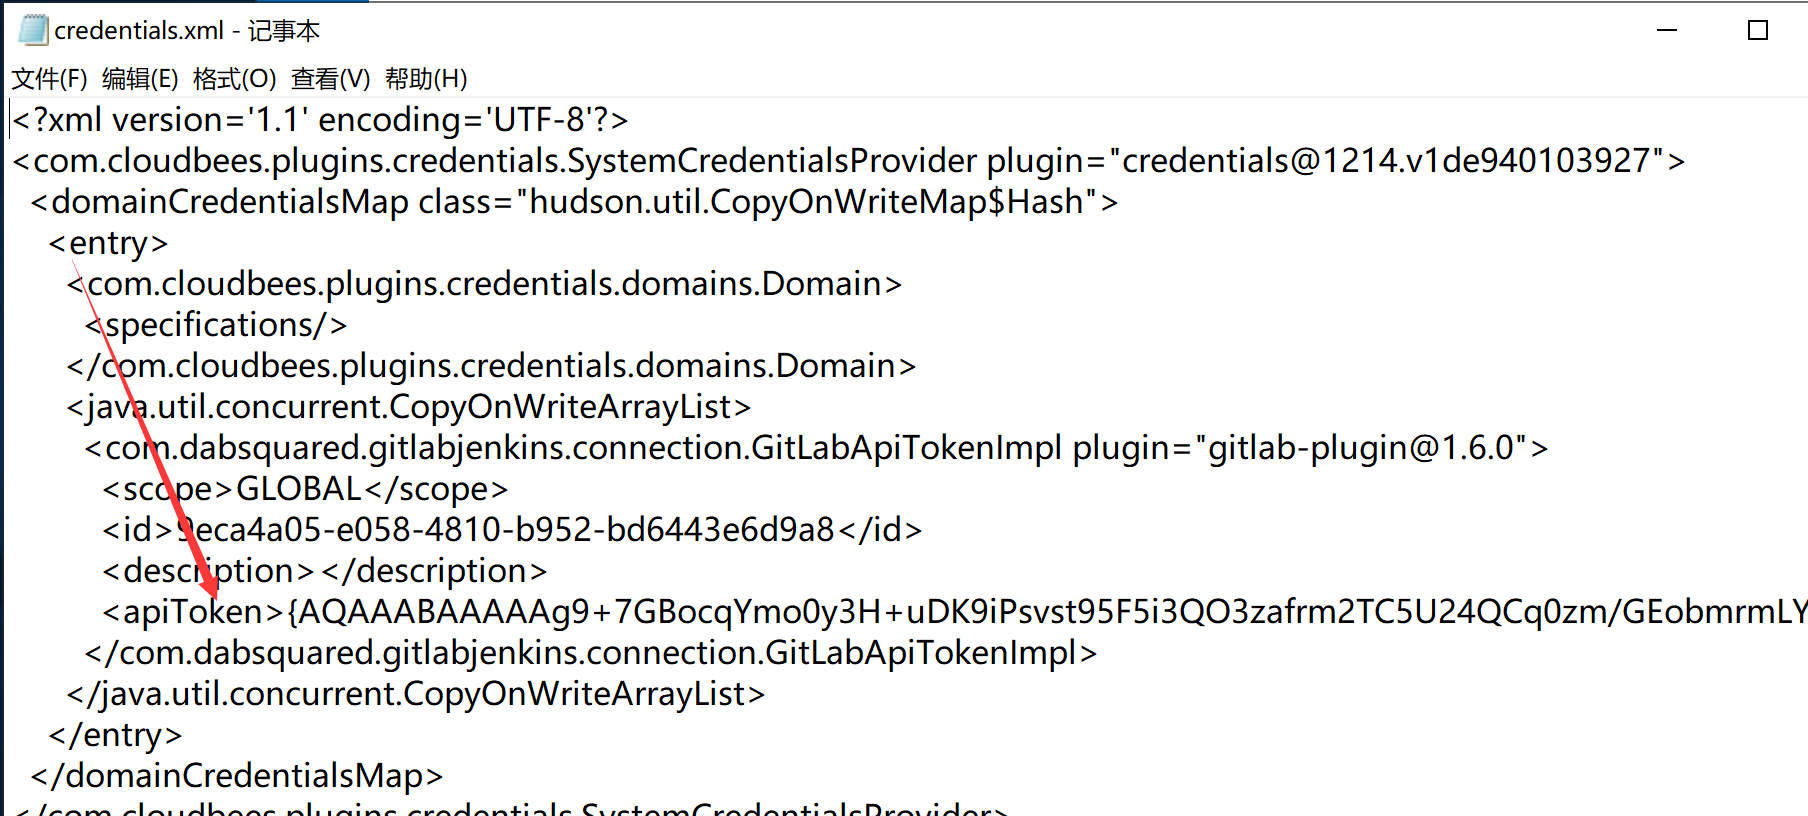 credentials.xml - 记事本
文件(F) 编辑(E) 格式(O) 查看(V) 帮助(H)
<?xml version='1.1' encoding='UTF-8'?>
<com.cloudbees.plugins.credentials.SystemCredentialsProvider plugin="credentials@1214.v1de940103927">
<domainCredentialsMap class="hudson.util.CopyOnWriteMap$Hash">
<entry>
<com.cloudbees.plugins.credentials.domains.Domain>
<specifications/>
</com.cloudbees.plugins.credentials.domains.Domain>
<java.util.concurrent.CopyOnWriteArrayList>
<com.dabsquared.gitlabjenkins.connection.GitLabApiTokenImpl plugin="gitlab-plugin@1.6.0">
<scope>GLOBAL</scope>
<id>9eca4a05-e058-4810-b952-bd6443e6d9a8</id>
<description></description>
<apiToken>{AQAAABAAAAAAg9+7GBocqYmo0y3H+uDK9iPsvst95F5i3QO3zafrm2TC5U24QCq0zm/GEobmrmLY
</com.dabsquared.gitlabjenkins.connection.GitLabApiTokenImpl>
</java.util.concurrent.CopyOnWriteArrayList>
</entry>
</domainCredentialsMap>
</com.cloudbees.plugins.credentials.SystemCredentialsProvider>